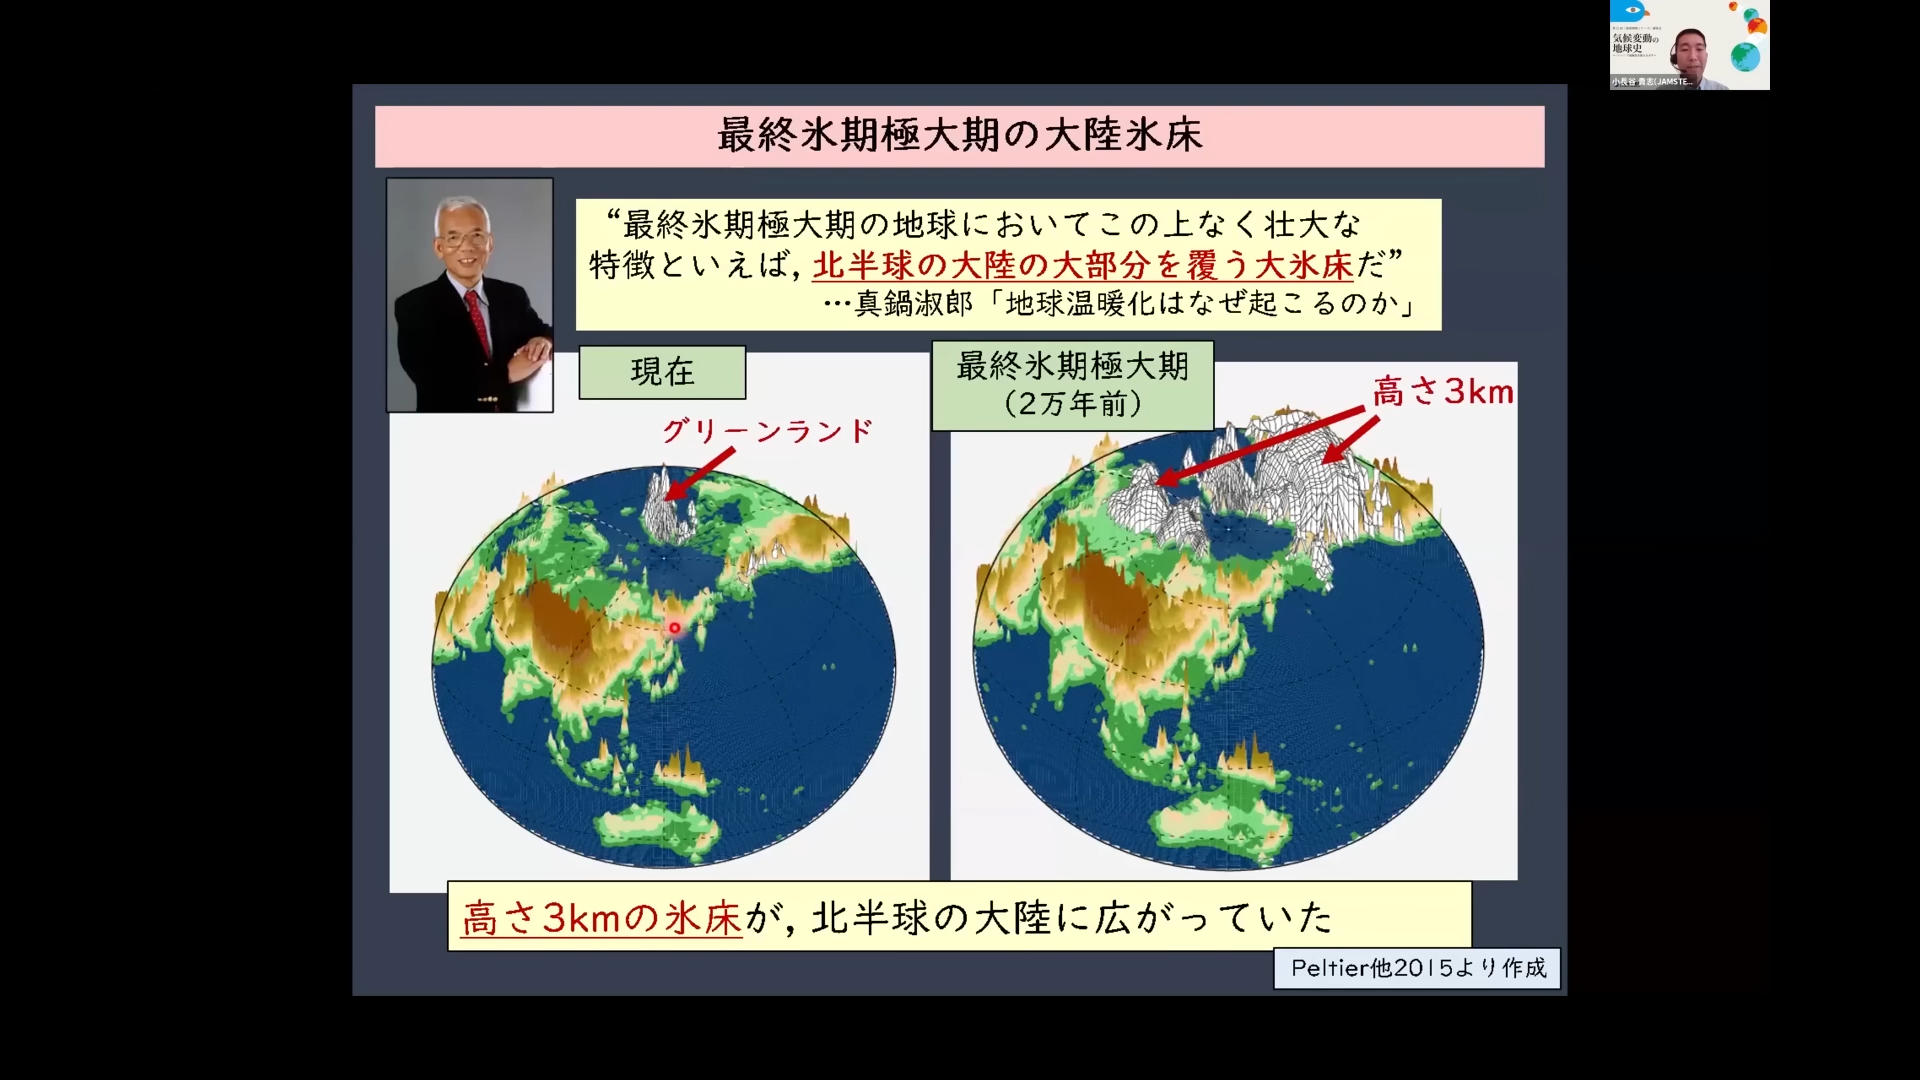 気候変動の
地球史
小長谷 貴志(JAMSTE...
最終氷期極大期の大陸氷床
“最終氷期極大期の地球においてこの上なく壮大な
特徴といえば, 北半球の大陸の大部分を覆う大氷床だ”
…真鍋淑郎「地球温暖化はなぜ起こるのか」
現在
最終氷期極大期
(2万年前)
高さ3km
グリーンランド
高さ3kmの氷床が, 北半球の大陸に広がっていた
Peltier他2015より作成